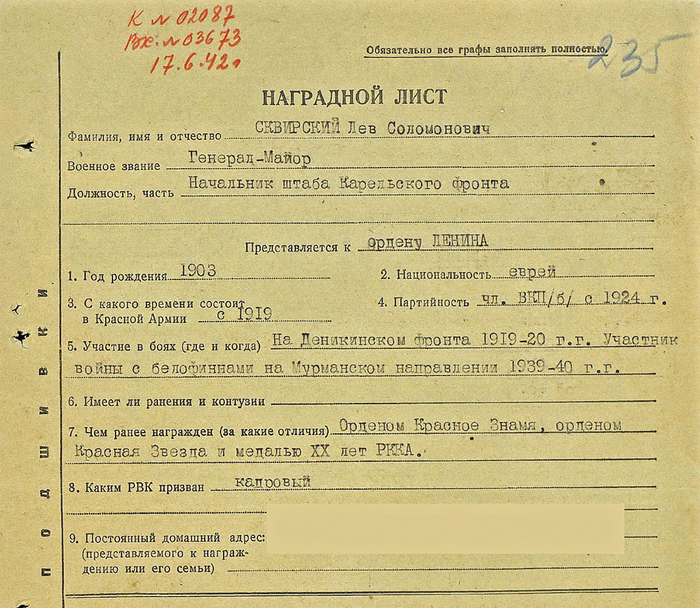 К № 02087
Вх. № 03673
17.6.42г
Обязательно все графы заполнять полностью.
235
НАГРАДНОЙ ЛИСТ
Фамилия, имя и отчество СКВИРСКИЙ Лев Соломонович
Военное звание Генерал-Майор
Должность, часть Начальник штаба Карельского фронта
Представляется к ордену ЛЕНИНА
1. Год рождения 1903 2. Национальность еврей
3. С какого времени состоит
в Красной Армии с 1919 4. Партийность чл. ВКП/б/ с 1924 г.
5. Участие в боях (где и когда) На Деникинском фронта 1919-20 г.г. Участник
войны с белофиннами на Мурманском направлении 1939-40 г.г.
6. Имеет ли ранения и контузии
7. Чем ранее награжден (за какие отличия) Орденом Красное Знамя, орденом
Красная Звезда и медалью XX лет РККА.
8. Каким РВК призван кадровый
9. Постоянный домашний адрес:
(представляемого к награж-
дению или его семьи)
подшивки